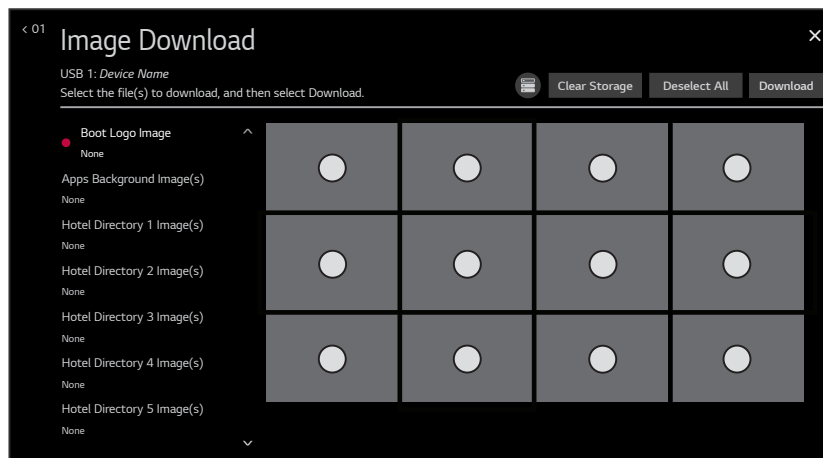 < 01
Image Download
USB 1: Device Name
Select the file(s) to download, and then select Download.
Clear Storage
Deselect All
Download
Boot Logo Image
None
Apps Background Image(s)
None
Hotel Directory 1 Image(s)
None
Hotel Directory 2 Image(s)
None
Hotel Directory 3 Image(s)
None
Hotel Directory 4 Image(s)
None
Hotel Directory 5 Image(s)
None